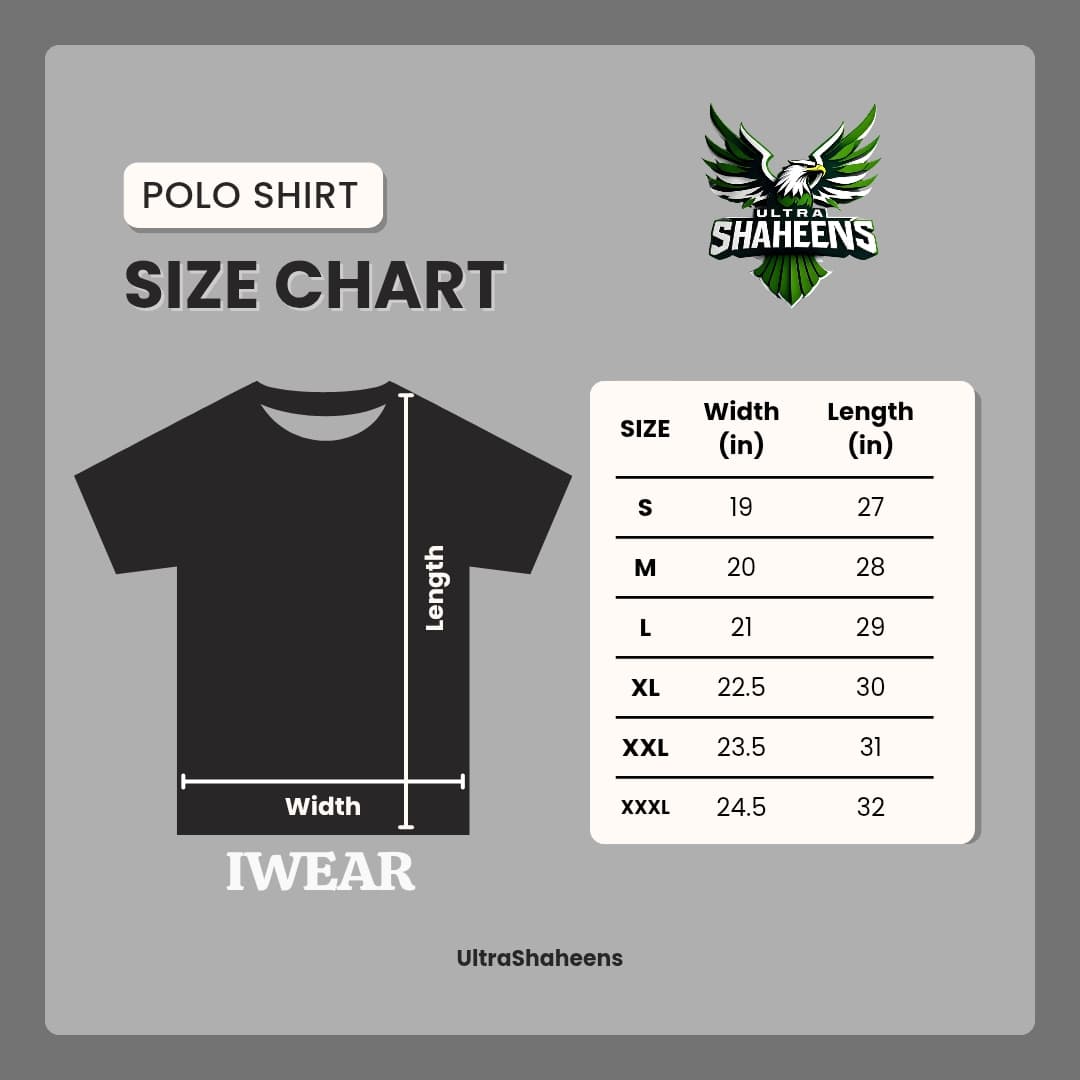 POLO SHIRT
SIZE CHART
ULTRA
SHAHEENS
Length
Width
IWEAR
SIZE Width (in) Length (in)
S 19 27
M 20 28
L 21 29
XL 22.5 30
XXL 23.5 31
XXXL 24.5 32
UltraShaheens